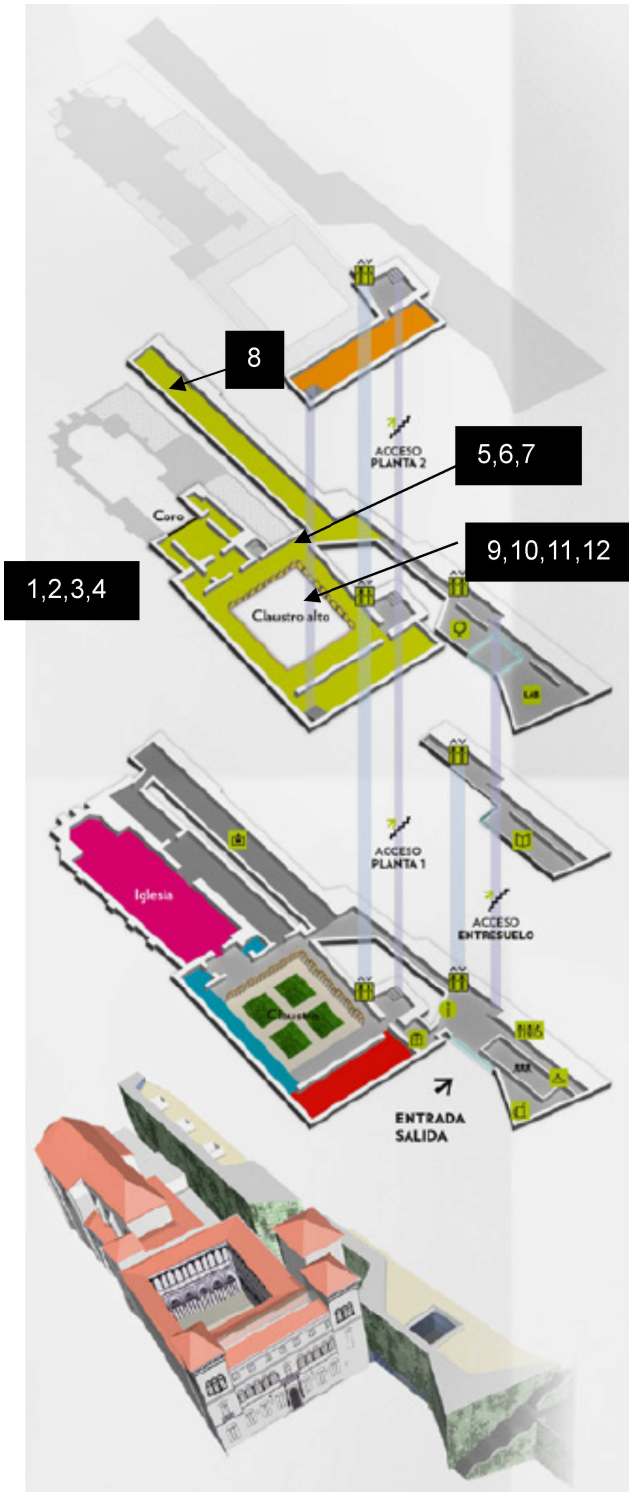 8
ACCESO
PLANTA 2
5,6,7
Coro
9,10,11,12
1,2,3,4
Claustro alto
LAB
ACCESO
PLANTA 1
Iglesia
ACCESO
ENTRESUELO
Claustro
ENTRADA
SALIDA